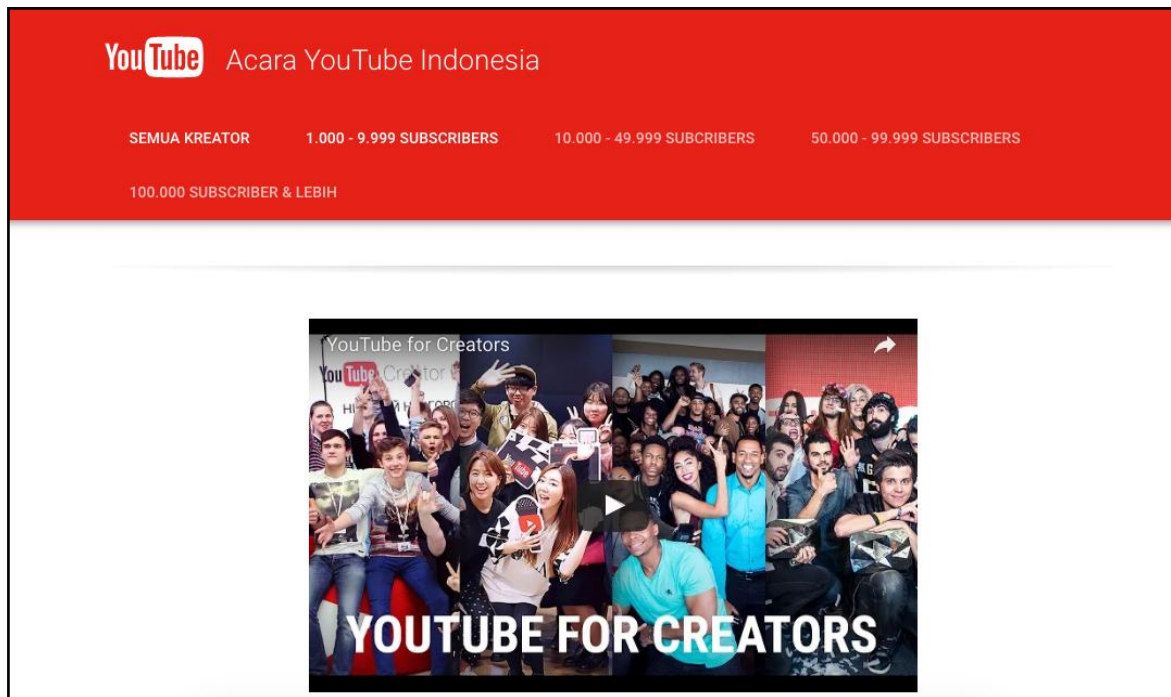 YouTube Acara YouTube Indonesia
SEMUA KREATOR 1.000 - 9.999 SUBSCRIBERS 10.000 - 49.999 SUBCRIBERS 50.000 - 99.999 SUBSCRIBERS
100.000 SUBSCRIBER & LEBIH
YouTube for Creators
YouTube Creator
YOUTUBE FOR CREATORS